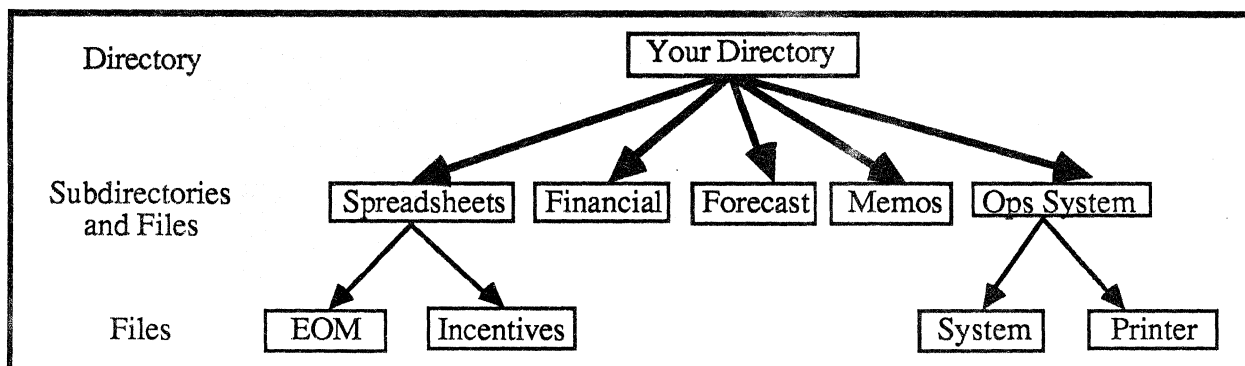 Directory
Your Directory
Subdirectories
and Files
Spreadsheets
Financial
Forecast
Memos
Ops System
Files
EOM
Incentives
System
Printer